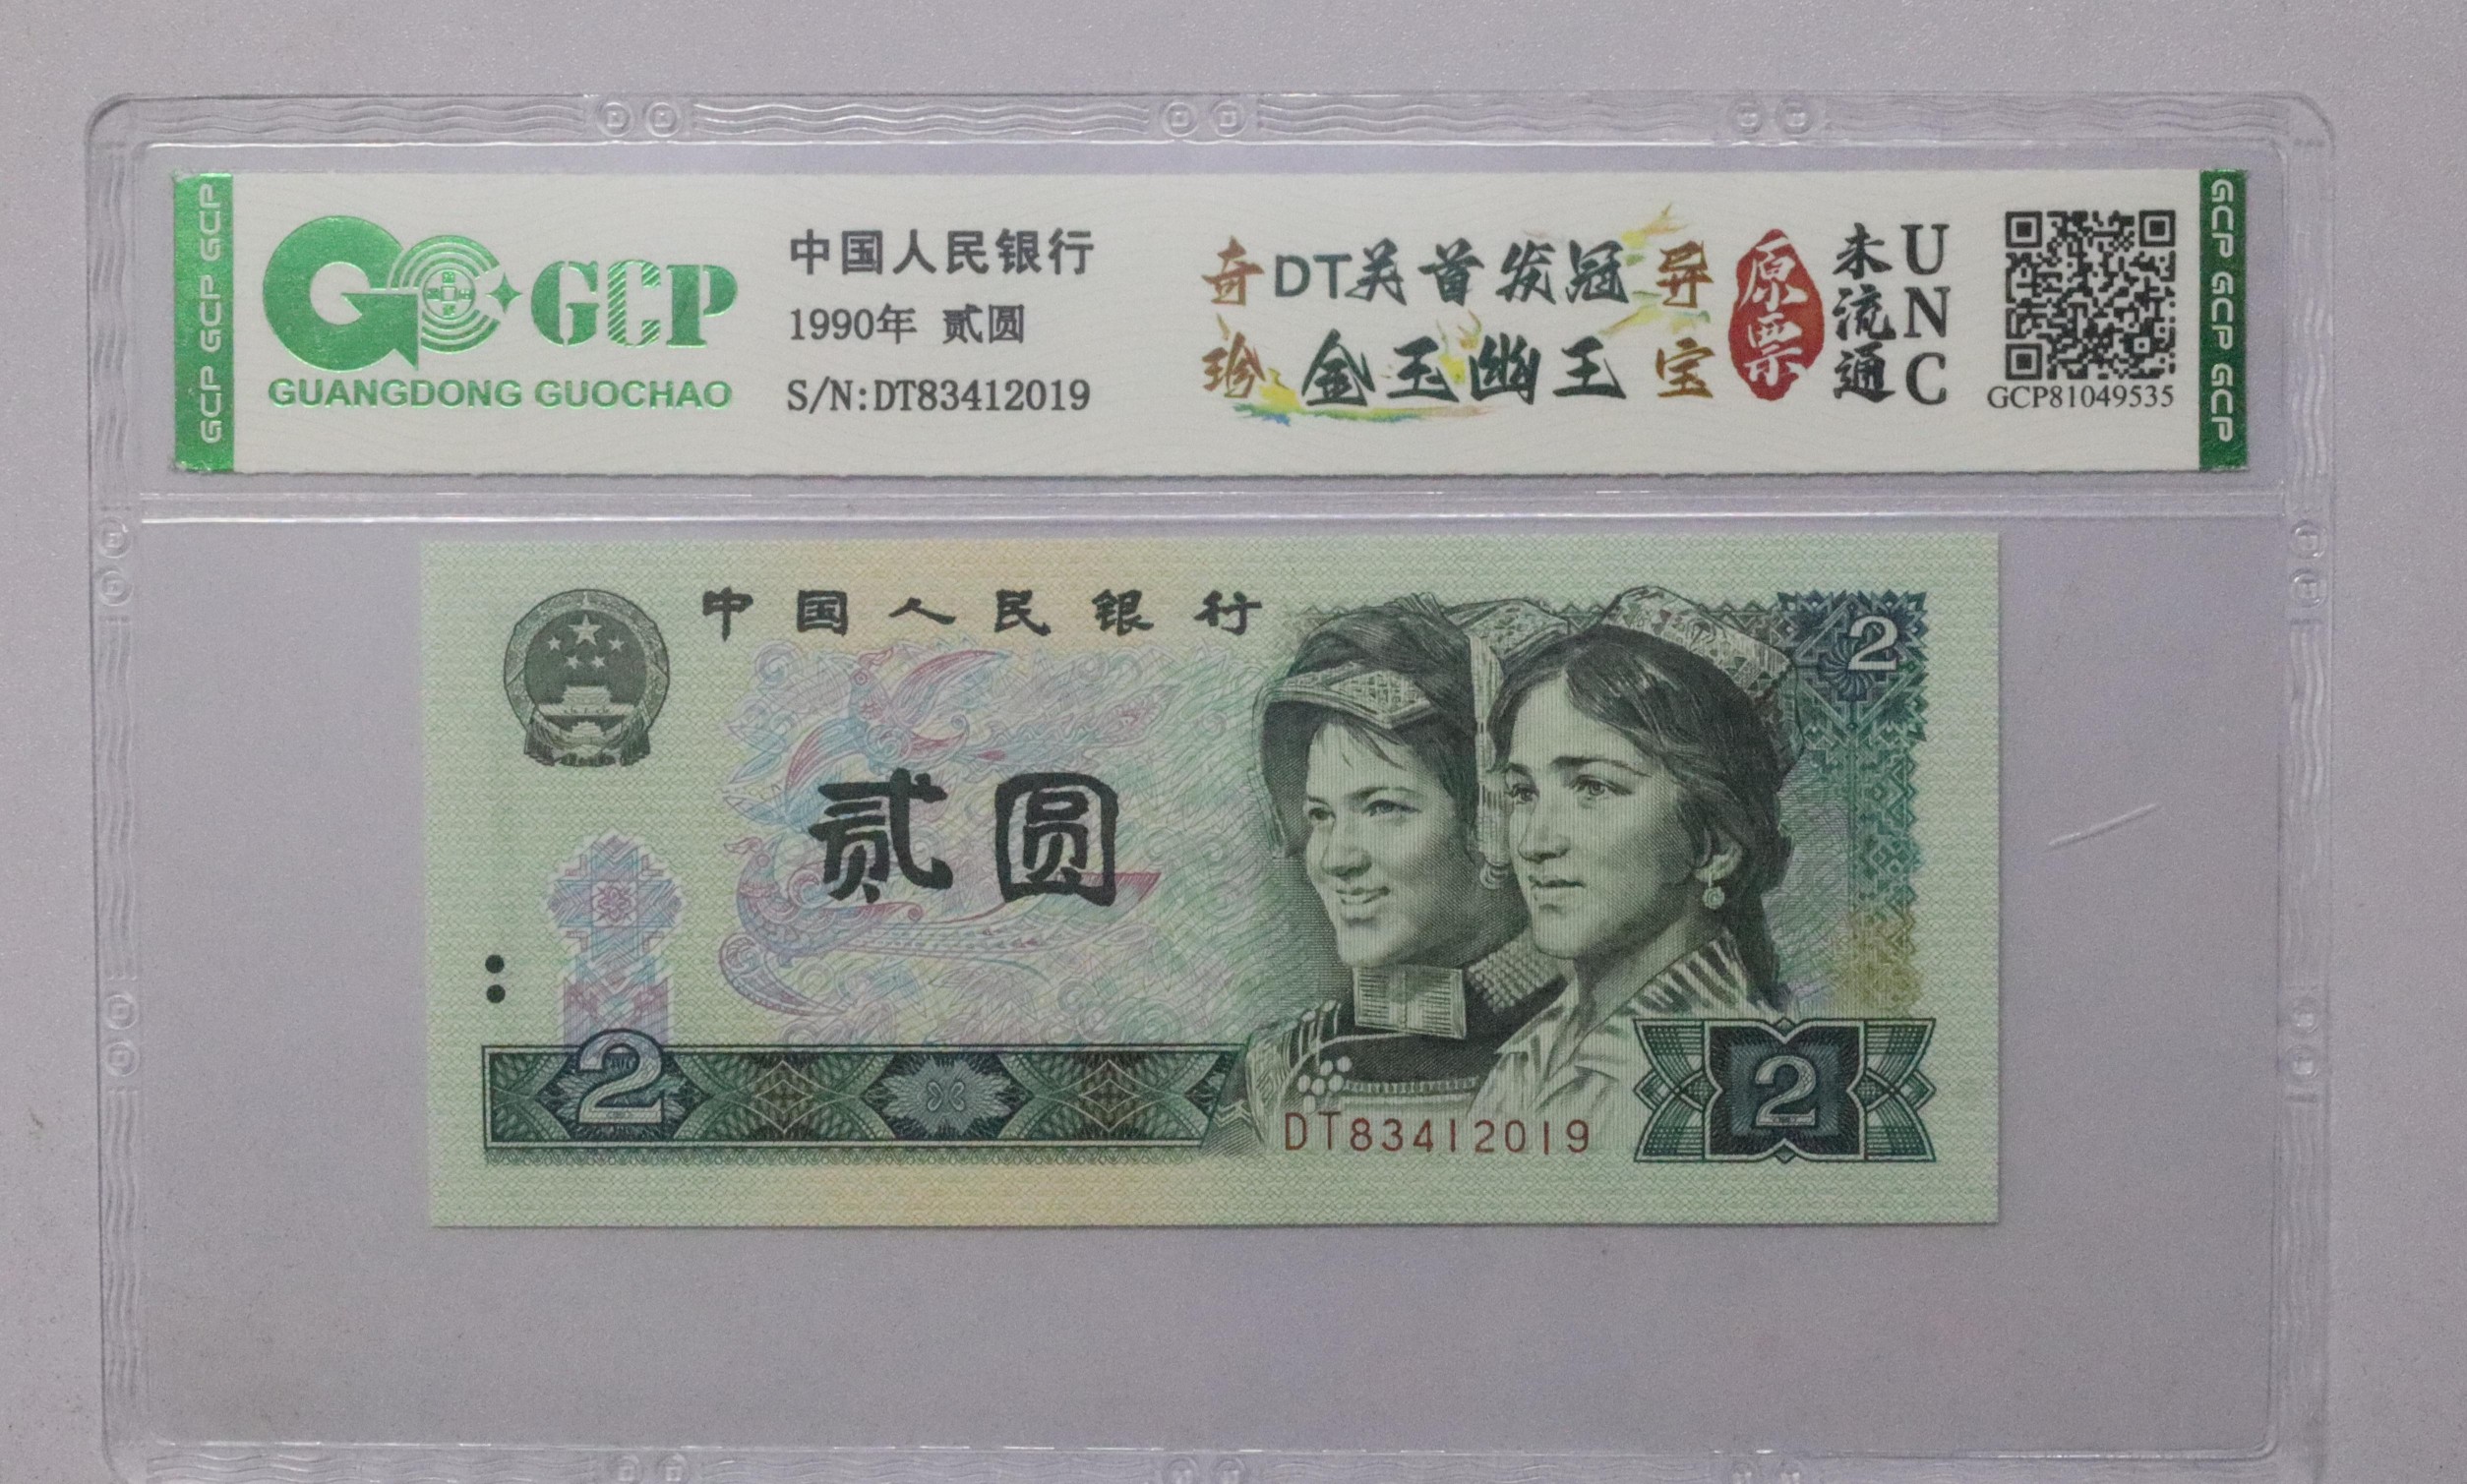 GCP GCP GCP
GCP
GUANGDONG GUOCHAO
中国人民银行
1990年 贰圆
S/N:DT83412019
奇DT关首发冠异
珍金玉幽王宝
原票
未流通
UNC
GCP81049535
GCP GCP GCP
中国人民银行
2
贰圆
2
DT83412019
2